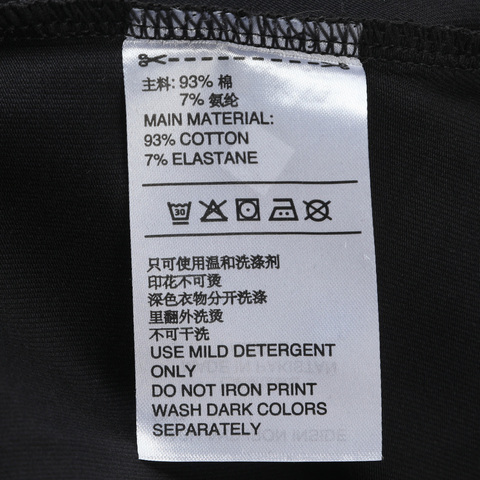 主料: 93% 棉
7% 氨纶
MAIN MATERIAL:
93% COTTON
7% ELASTANE
30
只可使用温和洗涤剂
印花不可烫
深色衣物分开洗涤
里翻外洗烫
不可干洗
USE MILD DETERGENT
ONLY
DO NOT IRON PRINT
WASH DARK COLORS
SEPARATELY